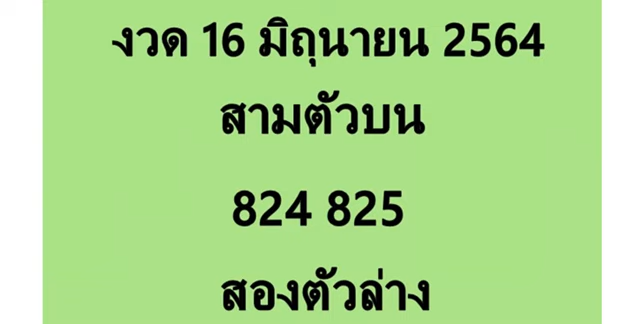 งวด 16 มิถุนายน 2564
สามตัวบน
824 825
สองตัวล่าง